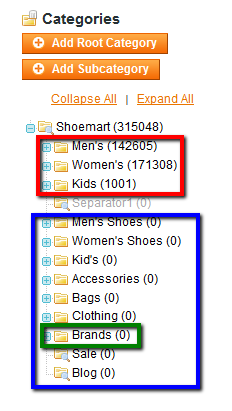 Categories
Add Root Category
Add Subcategory
Collapse All | Expand All
Shoemart (315048)
Men's (142605)
Women's (171308)
Kids (1001)
Separator1 (0)
Men's Shoes (0)
Women's Shoes (0)
Kid's (0)
Accessories (0)
Bags (0)
Clothing (0)
Brands (0)
Sale (0)
Blog (0)